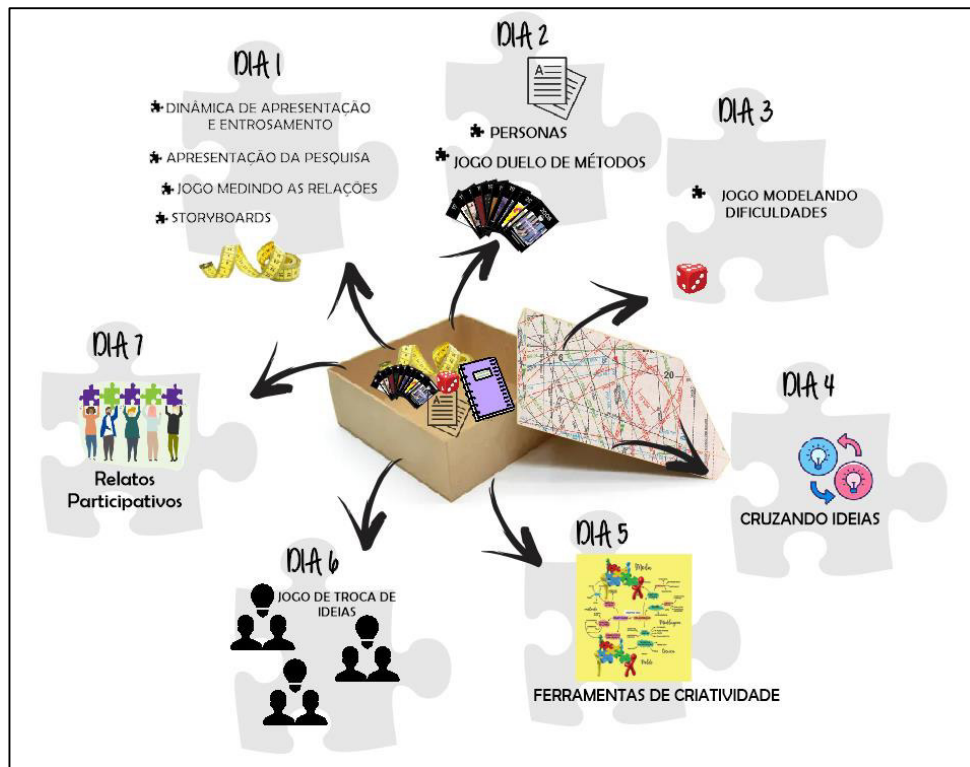 DIA 1
DINÂMICA DE APRESENTAÇÃO
E ENTROSAMENTO
APRESENTAÇÃO DA PESQUISA
JOGO MEDINDO AS RELAÇÕES
STORYBOARDS
DIA 2
A
PERSONAS
JOGO DUELO DE MÉTODOS
DIA 3
JOGO MODELANDO
DIFICULDADES
DIA 4
CRUZANDO IDEIAS
DIA 5
FERRAMENTAS DE CRIATIVIDADE
DIA 6
JOGO DE TROCA DE
IDEIAS
DIA 7
Relatos
Participativos